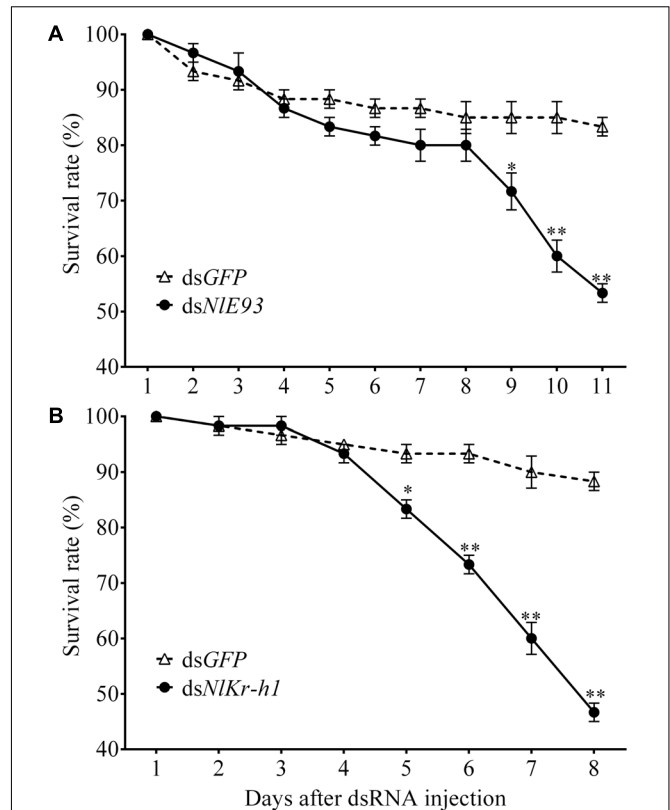 A
100
90
80
70
60
50
40
Survival rate (%)
*
**
**
dsGFP
dsNlE93
1 2 3 4 5 6 7 8 9 10 11
B
100
90
80
70
60
50
40
Survival rate (%)
*
**
**
**
dsGFP
dsNlKr-h1
1 2 3 4 5 6 7 8
Days after dsRNA injection